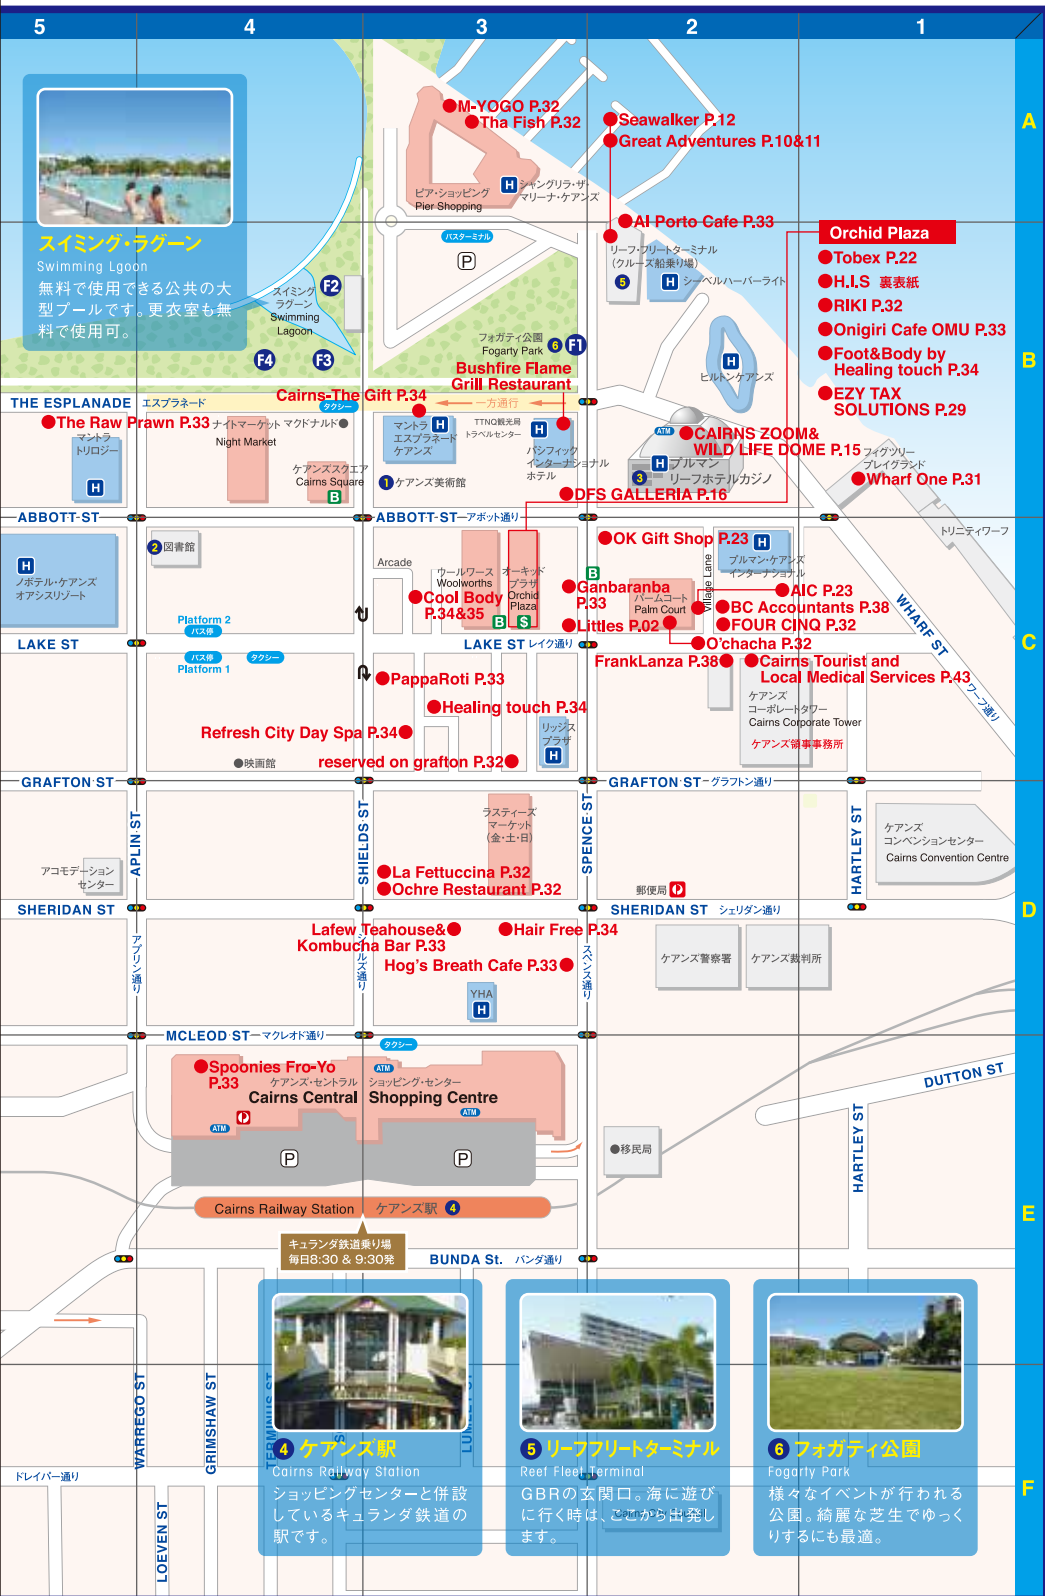 5
4
3
2
1
A
B
C
D
E
F
スイミング・ラグーン
Swimming Lgoon
無料で使用できる公共の大
型プールです。更衣室も無
料で使用可。
M-YOGO P.32
Tha Fish P.32
Seawalker P.12
Great Adventures P.10&11
ピア・ショッピング
Pier Shopping
H
シャングリラ・ザ・
マリーナ・ケアンズ
Al Porto Cafe P.33
バスターミナル
P
リーフ・フリートターミナル
(クルーズ船乗り場)
5
H シーベルハーバーライト
Orchid Plaza
Tobex P.22
H.I.S 裏表紙
RIKI P.32
Onigiri Cafe OMU P.33
Foot&Body by
Healing touch P.34
EZY TAX
SOLUTIONS P.29
スイミング
ラグーン
Swimming
Lagoon
F2
F4
F3
フォガティ公園
Fogarty Park
6 F1
Bushfire Flame
Grill Restaurant
H
ヒルトンケアンズ
THE ESPLANADE エスプラネード
Cairns-The Gift P.34
タクシー
一方通行
The Raw Prawn P.33
マントラ
トリロジー
H
ナイトマーケット
Night Market
マクドナルド
ケアンズスクエア
Cairns Square
B
マントラ
エスプラネード
ケアンズ
H
TTNQ観光局
トラベルセンター
1 ケアンズ美術館
H
パシフィック
インターナショナル
ホテル
ATM
CAIRNS ZOOM&
WILD LIFE DOME P.15
H ブルマン
3 リーフホテルカジノ
フィグツリー
プレイグランド
Wharf One P.31
DFS GALLERIA P.16
ABBOTT ST
ABBOTT ST アボット通り
トリニティワーフ
H
ノボテル・ケアンズ
オアシスリゾート
2 図書館
Arcade
ウールワース
Woolworths
B
オーキッド
プラザ
Orchid
Plaza
S
Cool Body
P.34&35
OK Gift Shop P.23
B
Ganbaranba
P.33
Littles P.02
パームコート
Palm Court
Village Lane
H
ブルマン・ケアンズ
インターナショナル
AIC P.23
BC Accountants P.38
FOUR CINQ P.32
O'chacha P.32
WHARF ST
ワーフ通り
Platform 2
バス停
LAKE ST
LAKE ST レイク通り
バス停
Platform 1
タクシー
PappaRoti P.33
Healing touch P.34
Refresh City Day Spa P.34
映画館
reserved on grafton P.32
リッジス
プラザ
H
FrankLanza P.38
Cairns Tourist and
Local Medical Services P.43
ケアンズ
コーポレートタワー
Cairns Corporate Tower
ケアンズ領事事務所
GRAFTON ST
GRAFTON ST グラフトン通り
APLIN ST
SHIELDS ST
SPENCE ST
HARTLEY ST
ラスティーズ
マーケット
(金・土・日)
ケアンズ
コンベンションセンター
Cairns Convention Centre
アコモデーション
センター
La Fettuccina P.32
Ochre Restaurant P.32
郵便局
SHERIDAN ST
SHERIDAN ST シェリダン通り
アプリン通り
シールズ通り
スペンス通り
Lafew Teahouse&
Kombucha Bar P.33
Hair Free P.34
Hog's Breath Cafe P.33
YHA
H
ケアンズ警察署
ケアンズ裁判所
MCLEOD ST マクレオド通り
タクシー
Spoonies Fro-Yo
P.33
ATM
ケアンズ・セントラル ショッピング・センター
Cairns Central Shopping Centre
ATM
ATM
P
P
DUTTON ST
HARTLEY ST
移民局
Cairns Railway Station ケアンズ駅 4
キュランダ鉄道乗り場
毎日8:30 & 9:30発
BUNDA St. バンダ通り
WARREGO ST
GRIMSHAW ST
TERMINUS ST
ドレイパー通り
LOEVEN ST
4 ケアンズ駅
Cairns Railway Station
ショッピングセンターと併設
しているキュランダ鉄道の
駅です。
5 リーフフリートターミナル
Reef Fleet Terminal
GBRの玄関口。海に遊び
に行く時は、ここから出発し
ます。
6 フォガティ公園
Fogarty Park
様々なイベントが行われる
公園。綺麗な芝生でゆっく
りするにも最適。